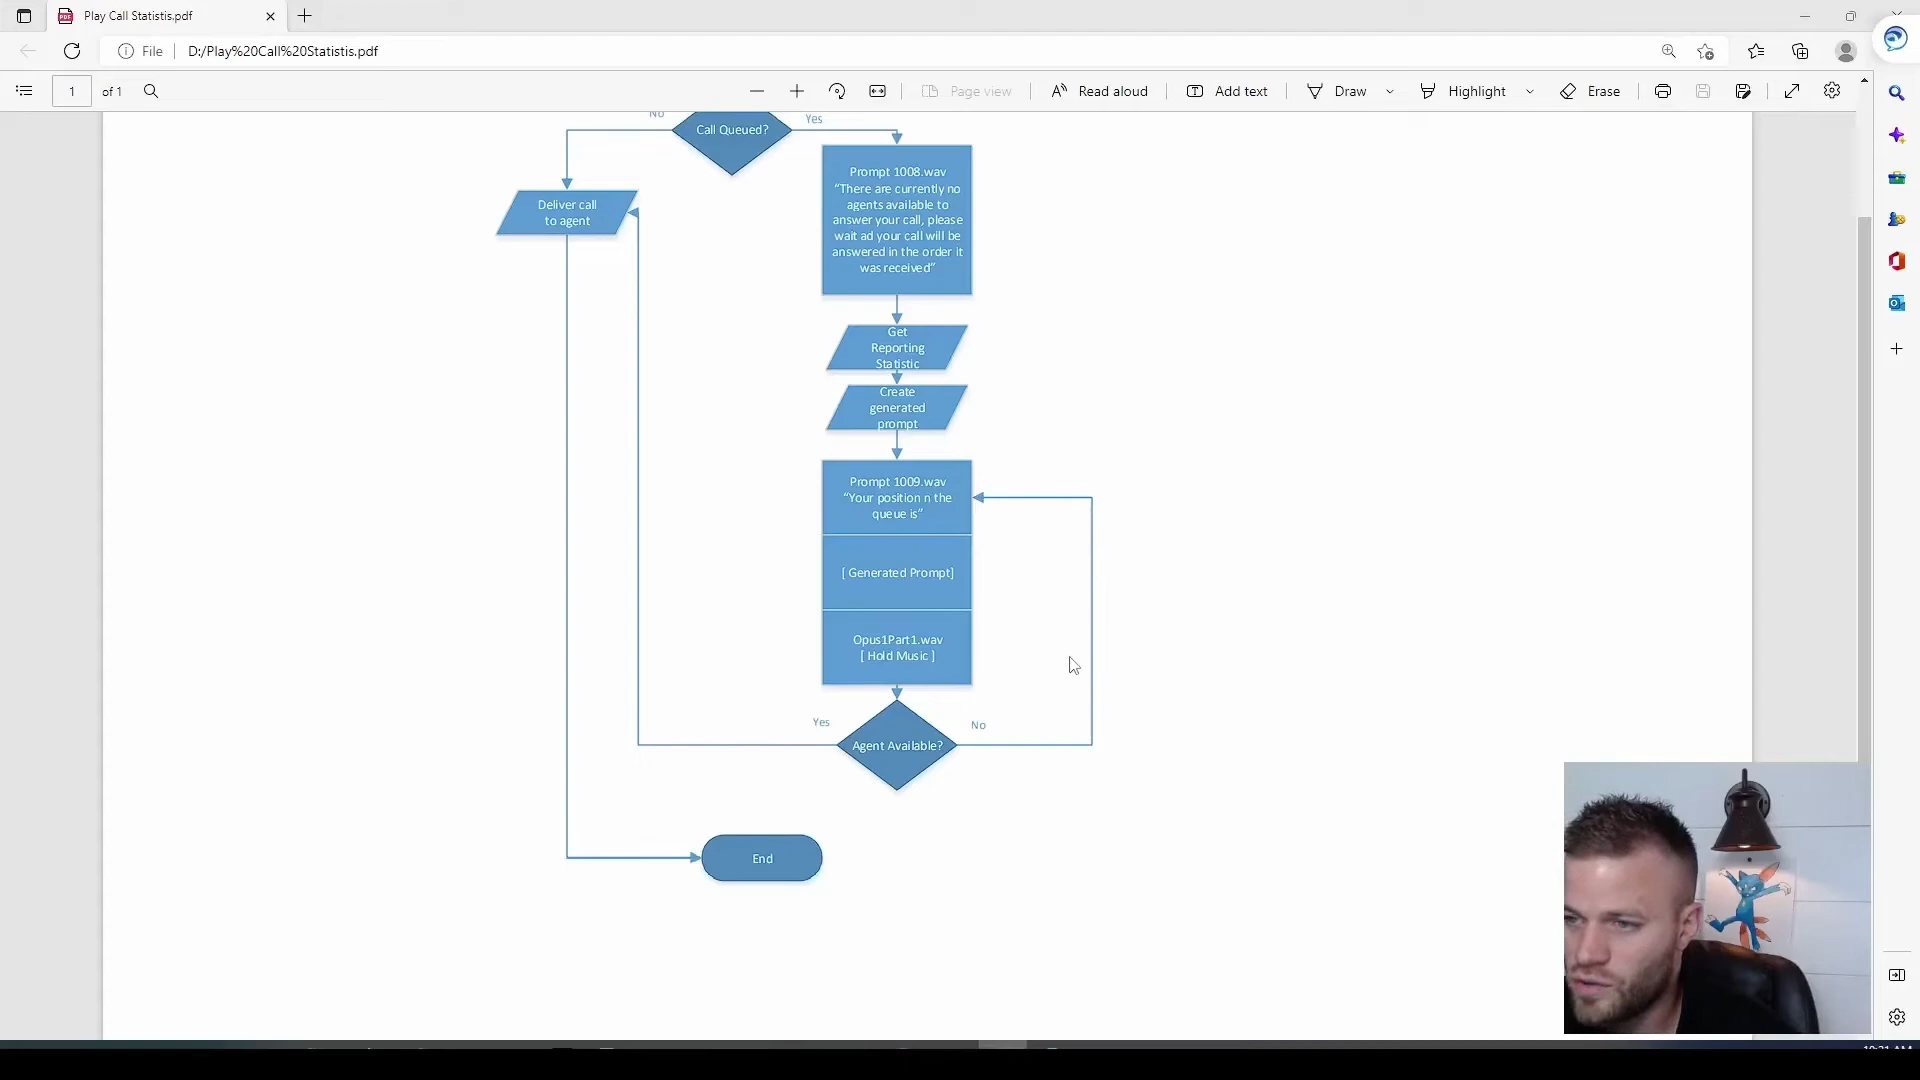 Play Call Statistis.pdf
File
D:/Play%20Call%20Statistis.pdf
1
of 1
Page view
Read aloud
Add text
Draw
Highlight
Erase
No
Call Queued?
Yes
Deliver call
to agent
Prompt 1008.wav
“There are currently no
agents available to
answer your call, please
wait ad your call will be
answered in the order it
was received”
Get
Reporting
Statistic
Create
generated
prompt
Prompt 1009.wav
“Your position n the
queue is”
[ Generated Prompt]
Opus1Part1.wav
[ Hold Music ]
Yes
No
Agent Available?
End